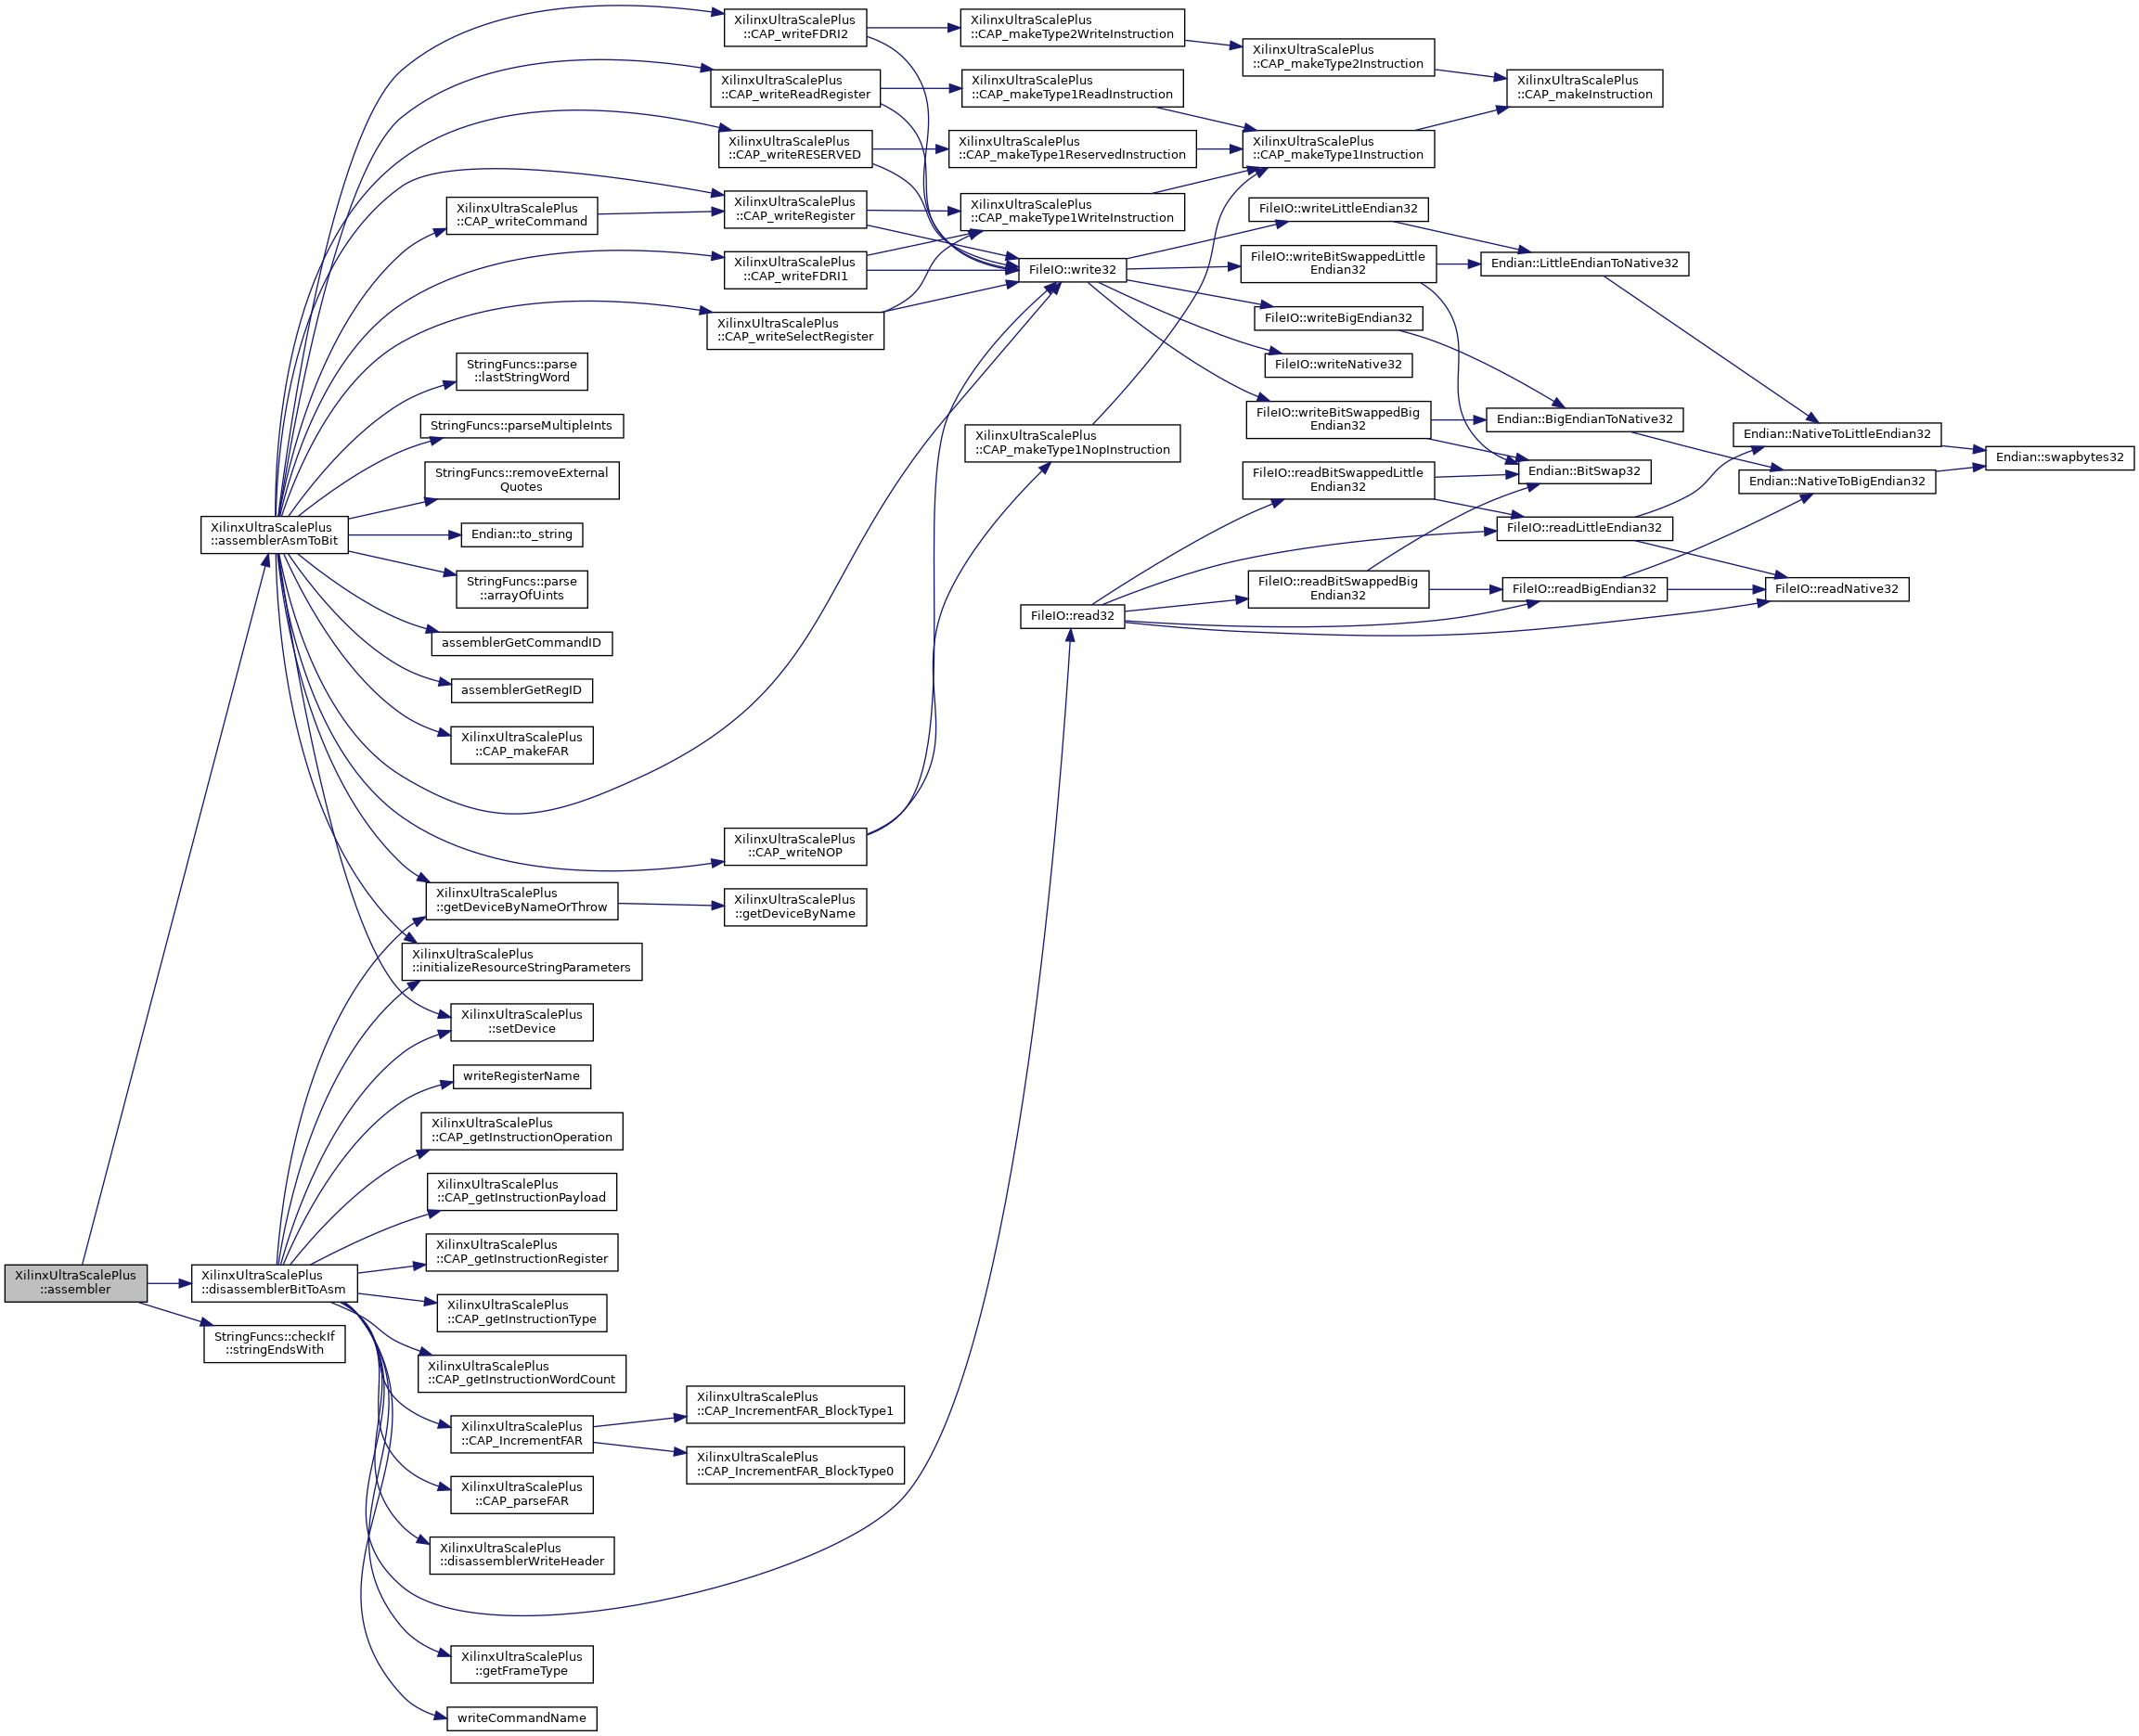 XilinxUltraScalePlus
::assembler
XilinxUltraScalePlus
::assemblerAsmToBit
XilinxUltraScalePlus
::disassemblerBitToAsm
StringFuncs::checkIf
::stringEndsWith
XilinxUltraScalePlus
::CAP_writeCommand
StringFuncs::parse
::lastStringWord
StringFuncs::parseMultipleInts
StringFuncs::removeExternal
Quotes
Endian::to_string
StringFuncs::parse
::arrayOfUints
assemblerGetCommandID
assemblerGetRegID
XilinxUltraScalePlus
::CAP_makeFAR
XilinxUltraScalePlus
::getDeviceByNameOrThrow
XilinxUltraScalePlus
::initializeResourceStringParameters
XilinxUltraScalePlus
::setDevice
writeRegisterName
XilinxUltraScalePlus
::CAP_getInstructionOperation
XilinxUltraScalePlus
::CAP_getInstructionPayload
XilinxUltraScalePlus
::CAP_getInstructionRegister
XilinxUltraScalePlus
::CAP_getInstructionType
XilinxUltraScalePlus
::CAP_getInstructionWordCount
XilinxUltraScalePlus
::CAP_IncrementFAR
XilinxUltraScalePlus
::CAP_parseFAR
XilinxUltraScalePlus
::disassemblerWriteHeader
XilinxUltraScalePlus
::getFrameType
writeCommandName
XilinxUltraScalePlus
::CAP_writeFDRI2
XilinxUltraScalePlus
::CAP_writeReadRegister
XilinxUltraScalePlus
::CAP_writeRESERVED
XilinxUltraScalePlus
::CAP_writeRegister
XilinxUltraScalePlus
::CAP_writeFDRI1
XilinxUltraScalePlus
::CAP_writeSelectRegister
XilinxUltraScalePlus
::CAP_writeNOP
XilinxUltraScalePlus
::getDeviceByName
XilinxUltraScalePlus
::CAP_IncrementFAR_BlockType1
XilinxUltraScalePlus
::CAP_IncrementFAR_BlockType0
XilinxUltraScalePlus
::CAP_makeType2WriteInstruction
XilinxUltraScalePlus
::CAP_makeType1ReadInstruction
XilinxUltraScalePlus
::CAP_makeType1ReservedInstruction
XilinxUltraScalePlus
::CAP_makeType1WriteInstruction
FileIO::write32
XilinxUltraScalePlus
::CAP_makeType1NopInstruction
FileIO::read32
XilinxUltraScalePlus
::CAP_makeType2Instruction
XilinxUltraScalePlus
::CAP_makeType1Instruction
FileIO::writeLittleEndian32
FileIO::writeBitSwappedLittle
Endian32
FileIO::writeBigEndian32
FileIO::writeNative32
FileIO::writeBitSwappedBig
Endian32
FileIO::readBitSwappedLittle
Endian32
FileIO::readBitSwappedBig
Endian32
XilinxUltraScalePlus
::CAP_makeInstruction
Endian::LittleEndianToNative32
Endian::BigEndianToNative32
Endian::BitSwap32
FileIO::readLittleEndian32
FileIO::readBigEndian32
Endian::NativeToLittleEndian32
Endian::NativeToBigEndian32
FileIO::readNative32
Endian::swapbytes32